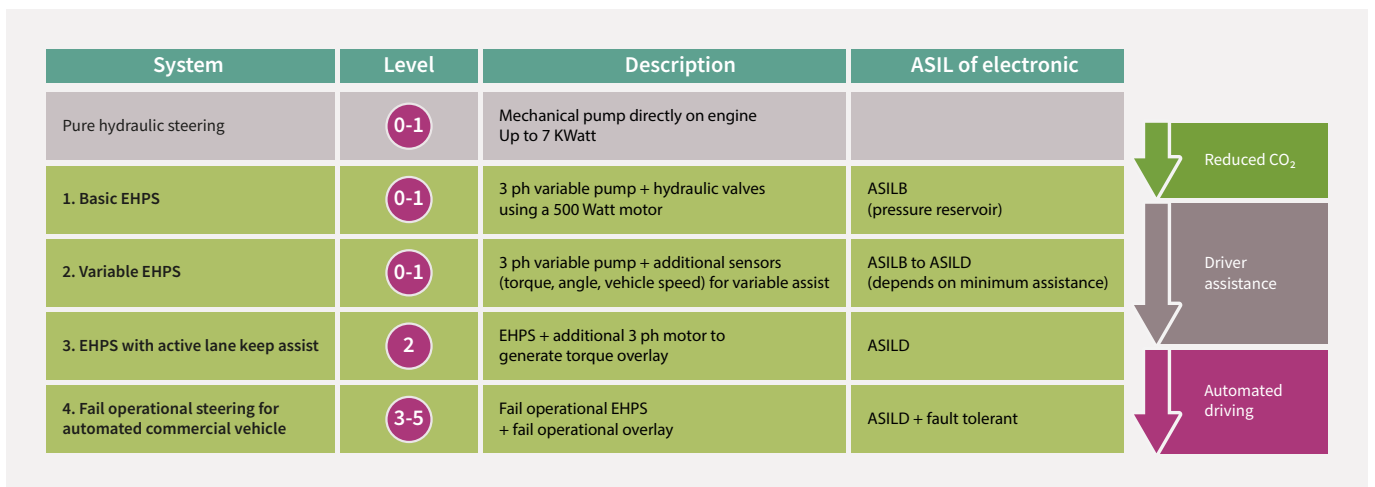 System
Level
Description
ASIL of electronic
Pure hydraulic steering
0-1
Mechanical pump directly on engine
Up to 7 KWatt
1. Basic EHPS
0-1
3 ph variable pump + hydraulic valves
using a 500 Watt motor
ASILB
(pressure reservoir)
2. Variable EHPS
0-1
3 ph variable pump + additional sensors
(torque, angle, vehicle speed) for variable assist
ASILB to ASILD
(depends on minimum assistance)
3. EHPS with active lane keep assist
2
EHPS + additional 3 ph motor to
generate torque overlay
ASILD
4. Fail operational steering for
automated commercial vehicle
3-5
Fail operational EHPS
+ fail operational overlay
ASILD + fault tolerant
Reduced CO₂
Driver
assistance
Automated
driving